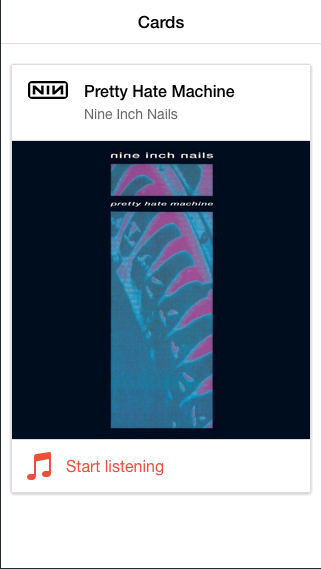 Cards
NIN
Pretty Hate Machine
Nine Inch Nails
nine inch nails
pretty hate machine
Start listening